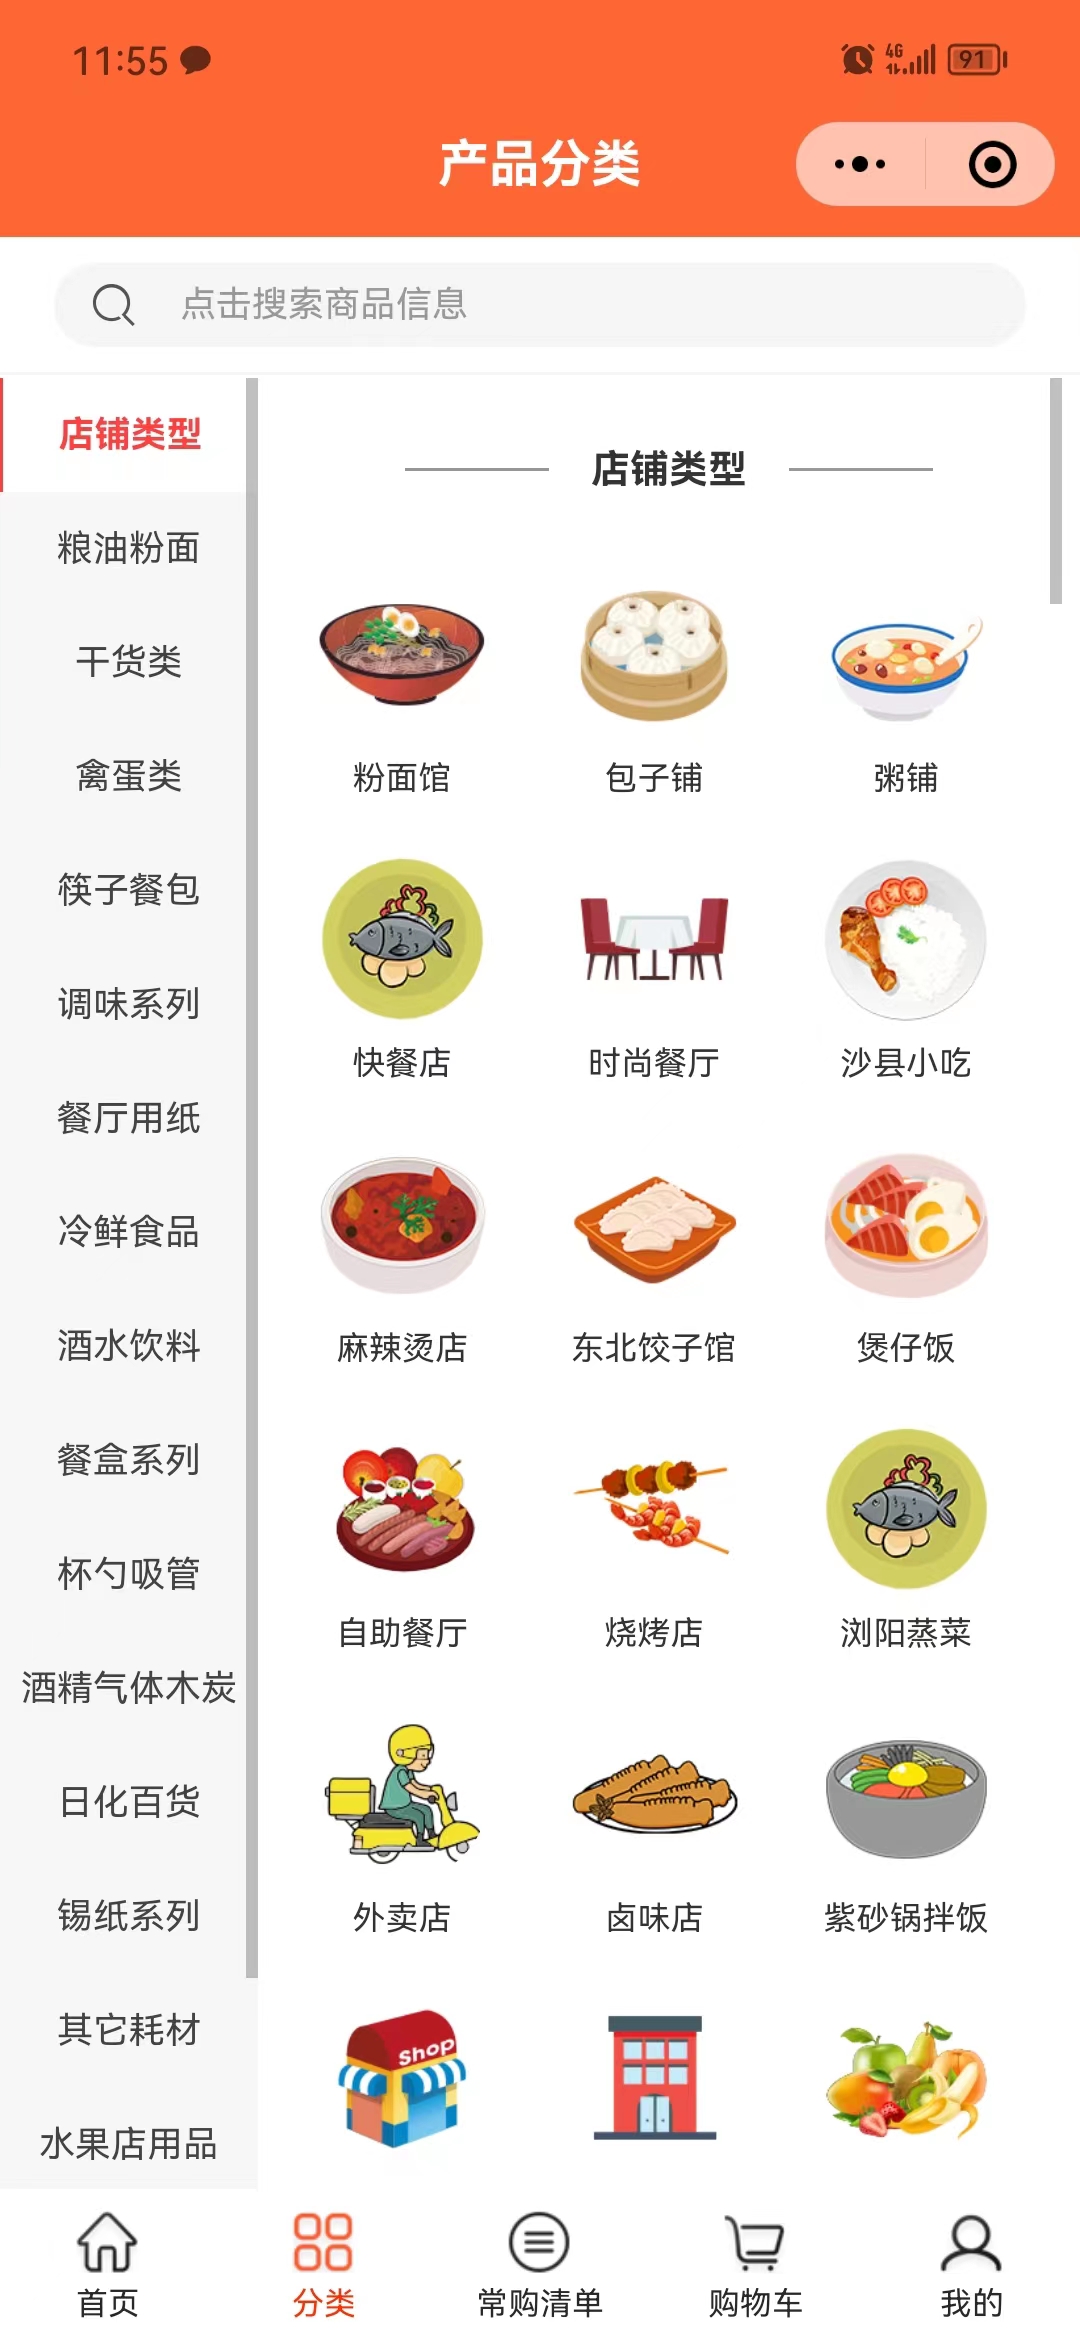 11:55
4G
91
产品分类
点击搜索商品信息
店铺类型
粮油粉面
干货类
禽蛋类
筷子餐包
调味系列
餐厅用纸
冷鲜食品
酒水饮料
餐盒系列
杯勺吸管
酒精气体木炭
日化百货
锡纸系列
其它耗材
水果店用品
店铺类型
粉面馆
包子铺
粥铺
快餐店
时尚餐厅
沙县小吃
麻辣烫店
东北饺子馆
煲仔饭
自助餐厅
烧烤店
浏阳蒸菜
外卖店
卤味店
紫砂锅拌饭
Shop
首页
分类
常购清单
购物车
我的